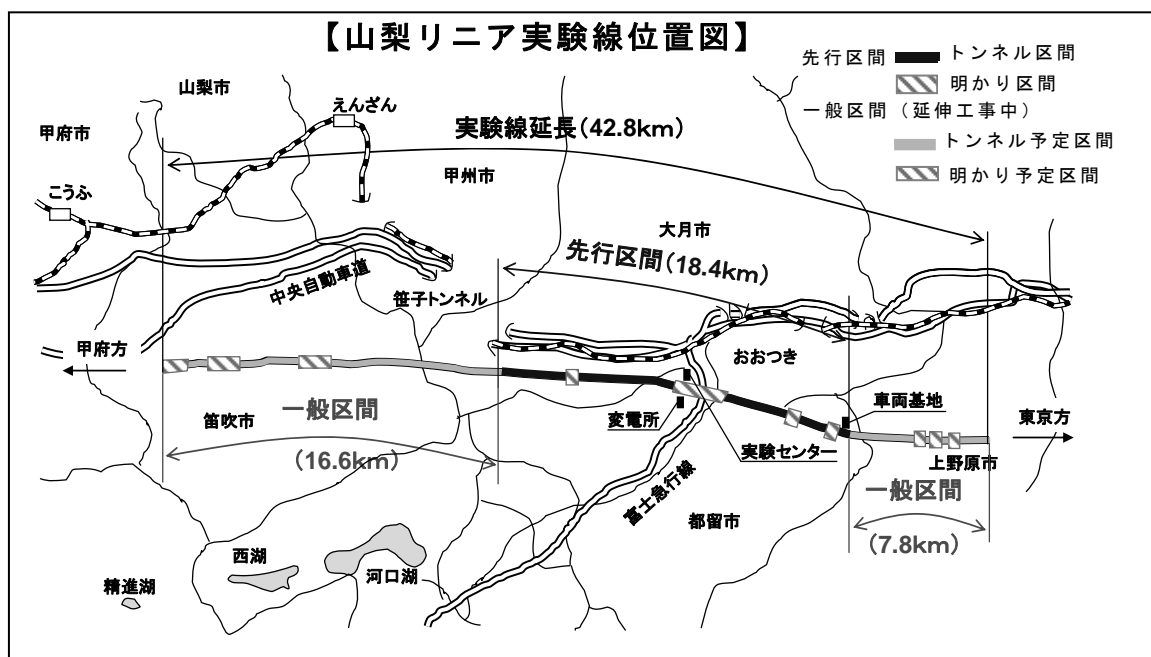 【山梨リニア実験線位置図】
先行区間 トンネル区間
明かり区間
一般区間（延伸工事中）
トンネル予定区間
明かり予定区間
山梨市
えんざん
甲府市
実験線延長(42.8km)
甲州市
こうふ
大月市
先行区間(18.4km)
中央自動車道
笹子トンネル
甲府方
おおつき
一般区間
車両基地
東京方
笛吹市
変電所
実験センター
上野原市
(16.6km)
一般区間
富士急行線
都留市
(7.8km)
西湖
河口湖
精進湖